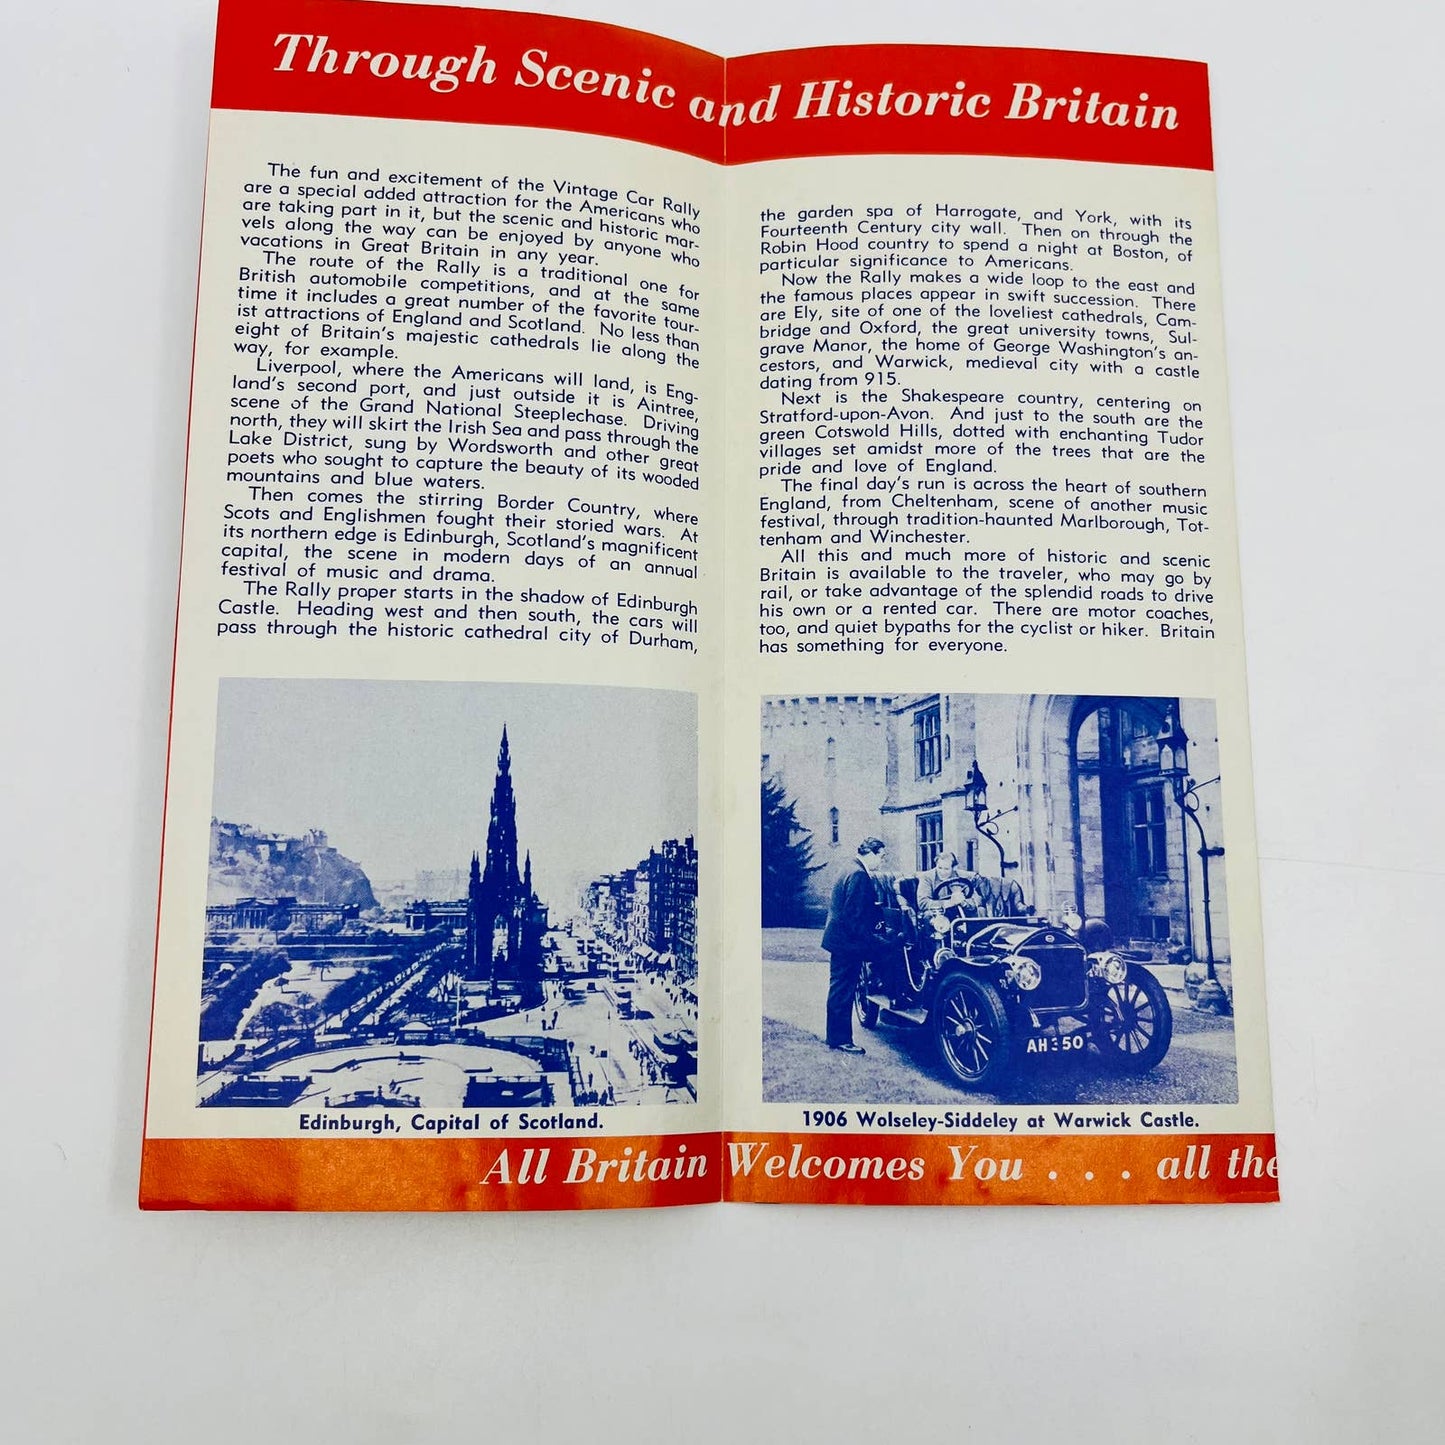 Through Scenic and Historic Britain
The fun and excitement of the Vintage Car Rally
are a special added attraction for the Americans who
are taking part in it, but the scenic and historic mar-
vels along the way can be enjoyed by anyone who
vacations in Great Britain in any year.
The route of the Rally is a traditional one for
British automobile competitions, and at the same
time it includes a great number of the favorite tour-
ist attractions of England and Scotland. No less than
eight of Britain's majestic cathedrals lie along the
way, for example.
Liverpool, where the Americans will land, is Eng-
land's second port, and just outside it is Aintree,
scene of the Grand National Steeplechase. Driving
north, they will skirt the Irish Sea and pass through the
Lake District, sung by Wordsworth and other great
poets who sought to capture the beauty of its wooded
mountains and blue waters.
Then comes the stirring Border Country, where
Scots and Englishmen fought their storied wars. At
its northern edge is Edinburgh, Scotland's magnificent
capital, the scene in modern days of an annual
festival of music and drama.
The Rally proper starts in the shadow of Edinburgh
Castle. Heading west and then south, the cars will
pass through the historic cathedral city of Durham,
Edinburgh, Capital of Scotland.
the garden spa of Harrogate, and York, with its
Fourteenth Century city wall. Then on through the
Robin Hood country to spend a night at Boston, of
particular significance to Americans.
Now the Rally makes a wide loop to the east and
the famous places appear in swift succession. There
are Ely, site of one of the loveliest cathedrals, Cam-
bridge and Oxford, the great university towns, Sul-
grave Manor, the home of George Washington's an-
cestors, and Warwick, medieval city with a castle
dating from 915.
Next is the Shakespeare country, centering on
Stratford-upon-Avon. And just to the south are the
green Cotswold Hills, dotted with enchanting Tudor
villages set amidst more of the trees that are the
pride and love of England.
The final day's run is across the heart of southern
England, from Cheltenham, scene of another music
festival, through tradition-haunted Marlborough, Tot-
tenham and Winchester.
All this and much more of historic and scenic
Britain is available to the traveler, who may go by
rail, or take advantage of the splendid roads to drive
his own or a rented car. There are motor coaches,
too, and quiet bypaths for the cyclist or hiker. Britain
has something for everyone.
AH 350
1906 Wolseley-Siddeley at Warwick Castle.
All Britain Welcomes You . . . all the